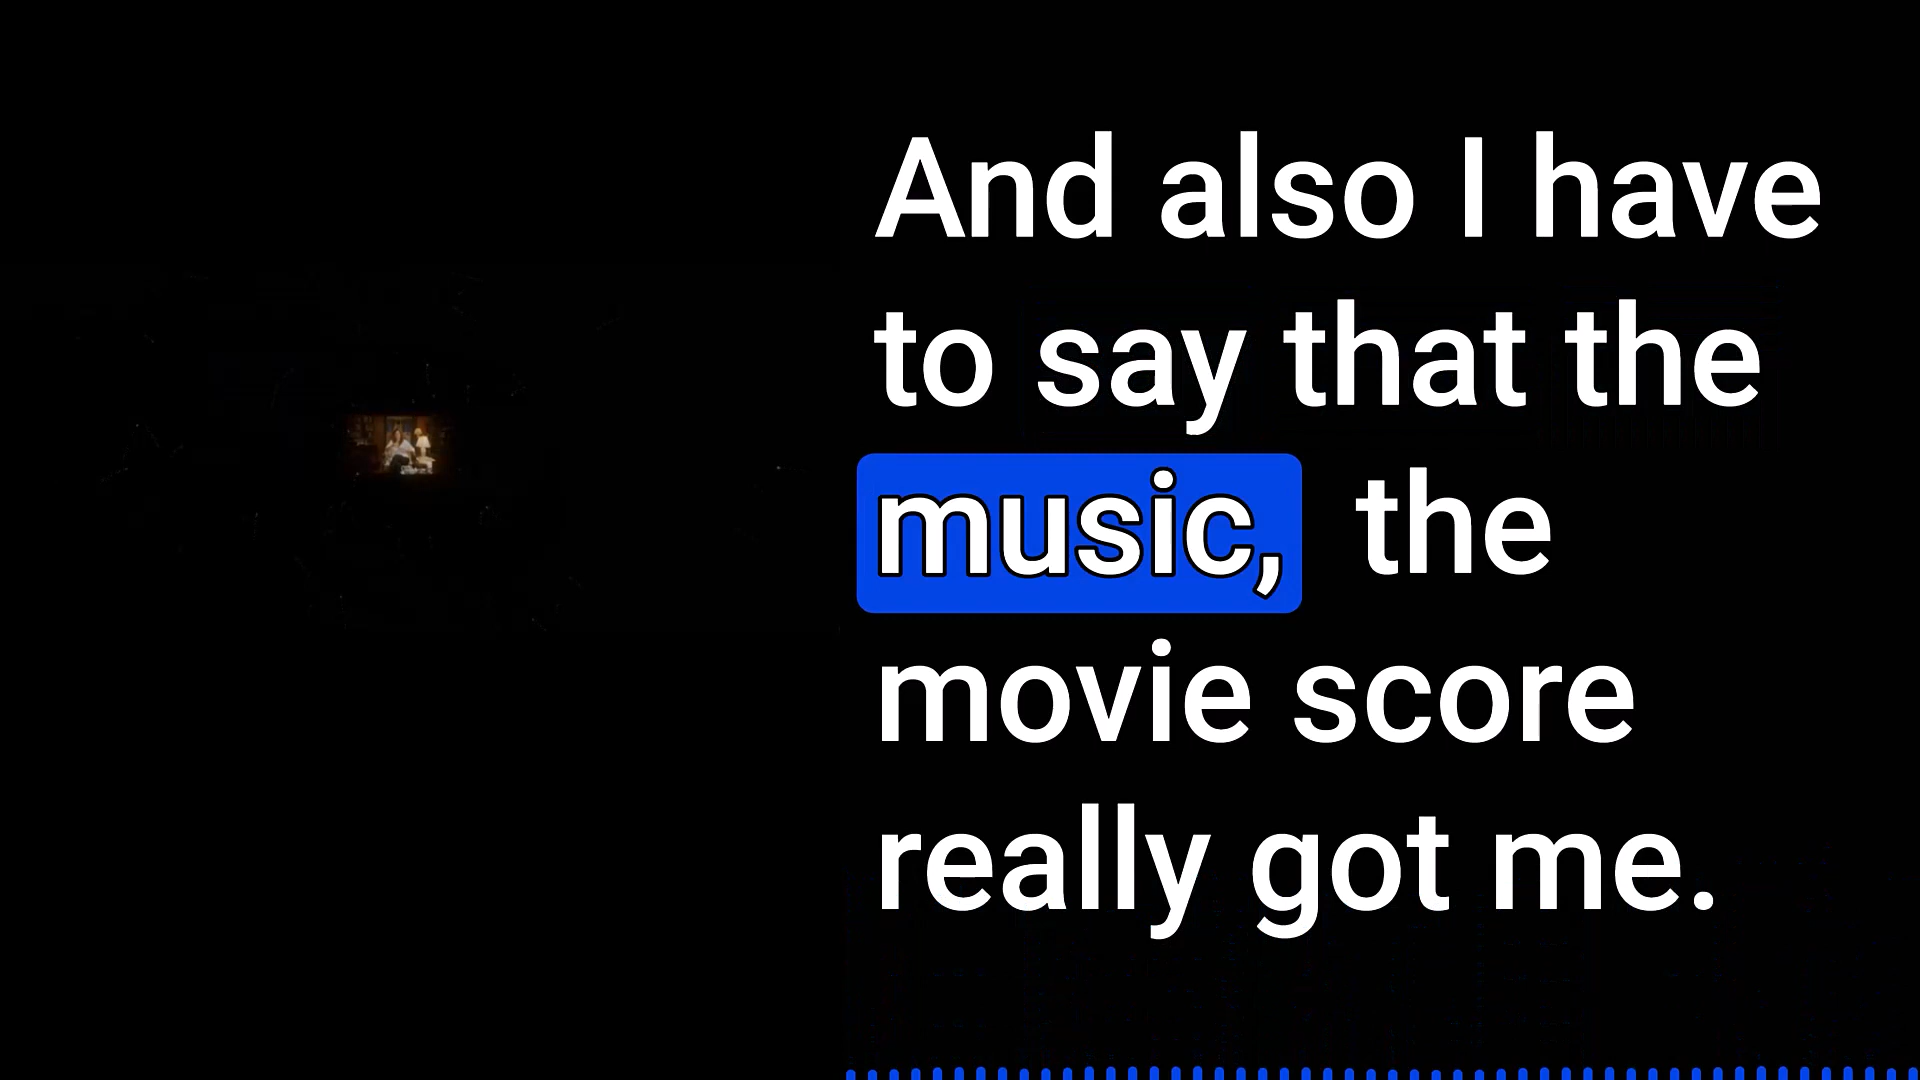 And also I have
to say that the
music, the
movie score
really got me.